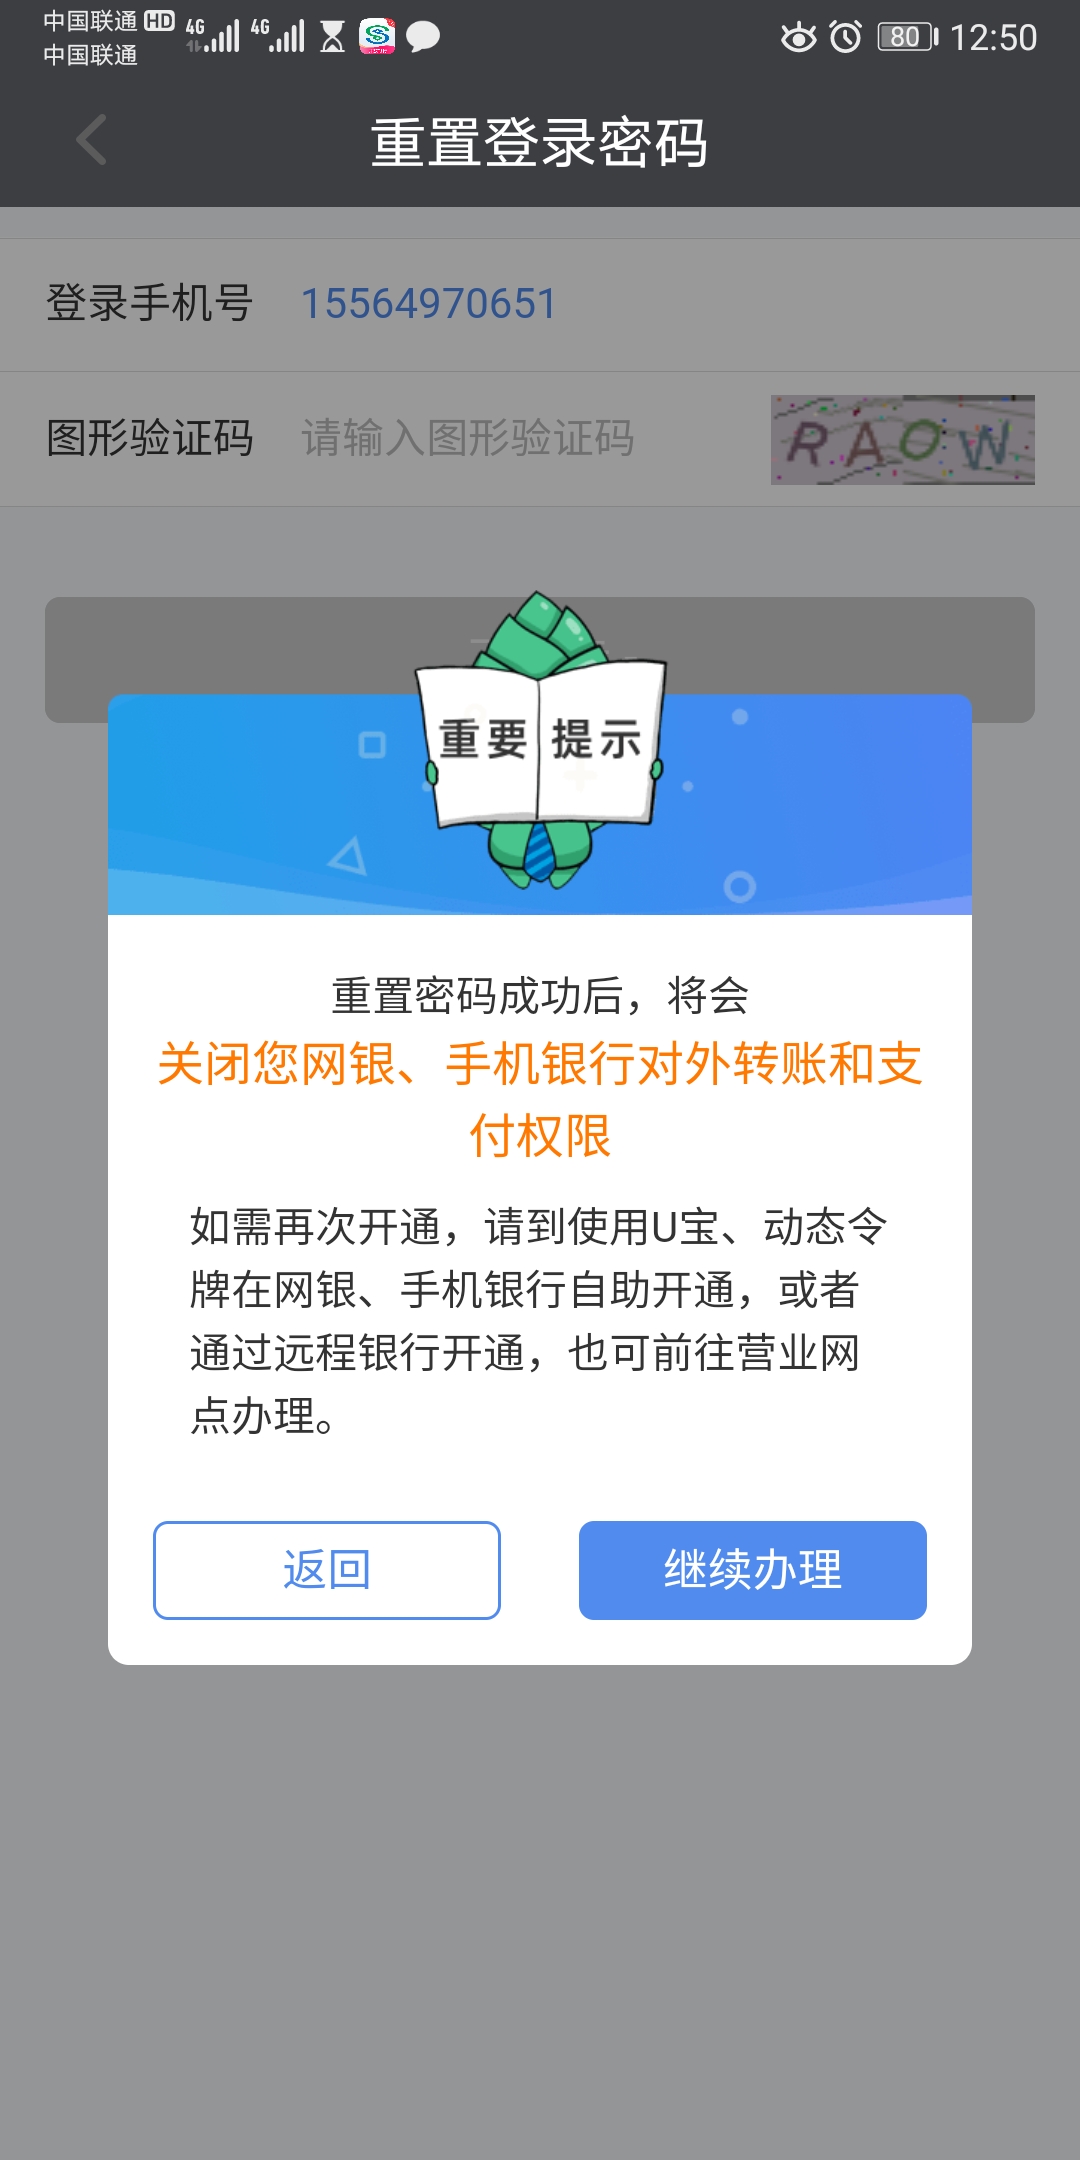 中国联通 HD 4G 4G 80 12:50
中国联通
重置登录密码
登录手机号 15564970651
图形验证码 请输入图形验证码 RAOW
重要 提示
重置密码成功后，将会
关闭您网银、手机银行对外转账和支
付权限
如需再次开通，请到使用U宝、动态令
牌在网银、手机银行自助开通，或者
通过远程银行开通，也可前往营业网
点办理。
返回 继续办理